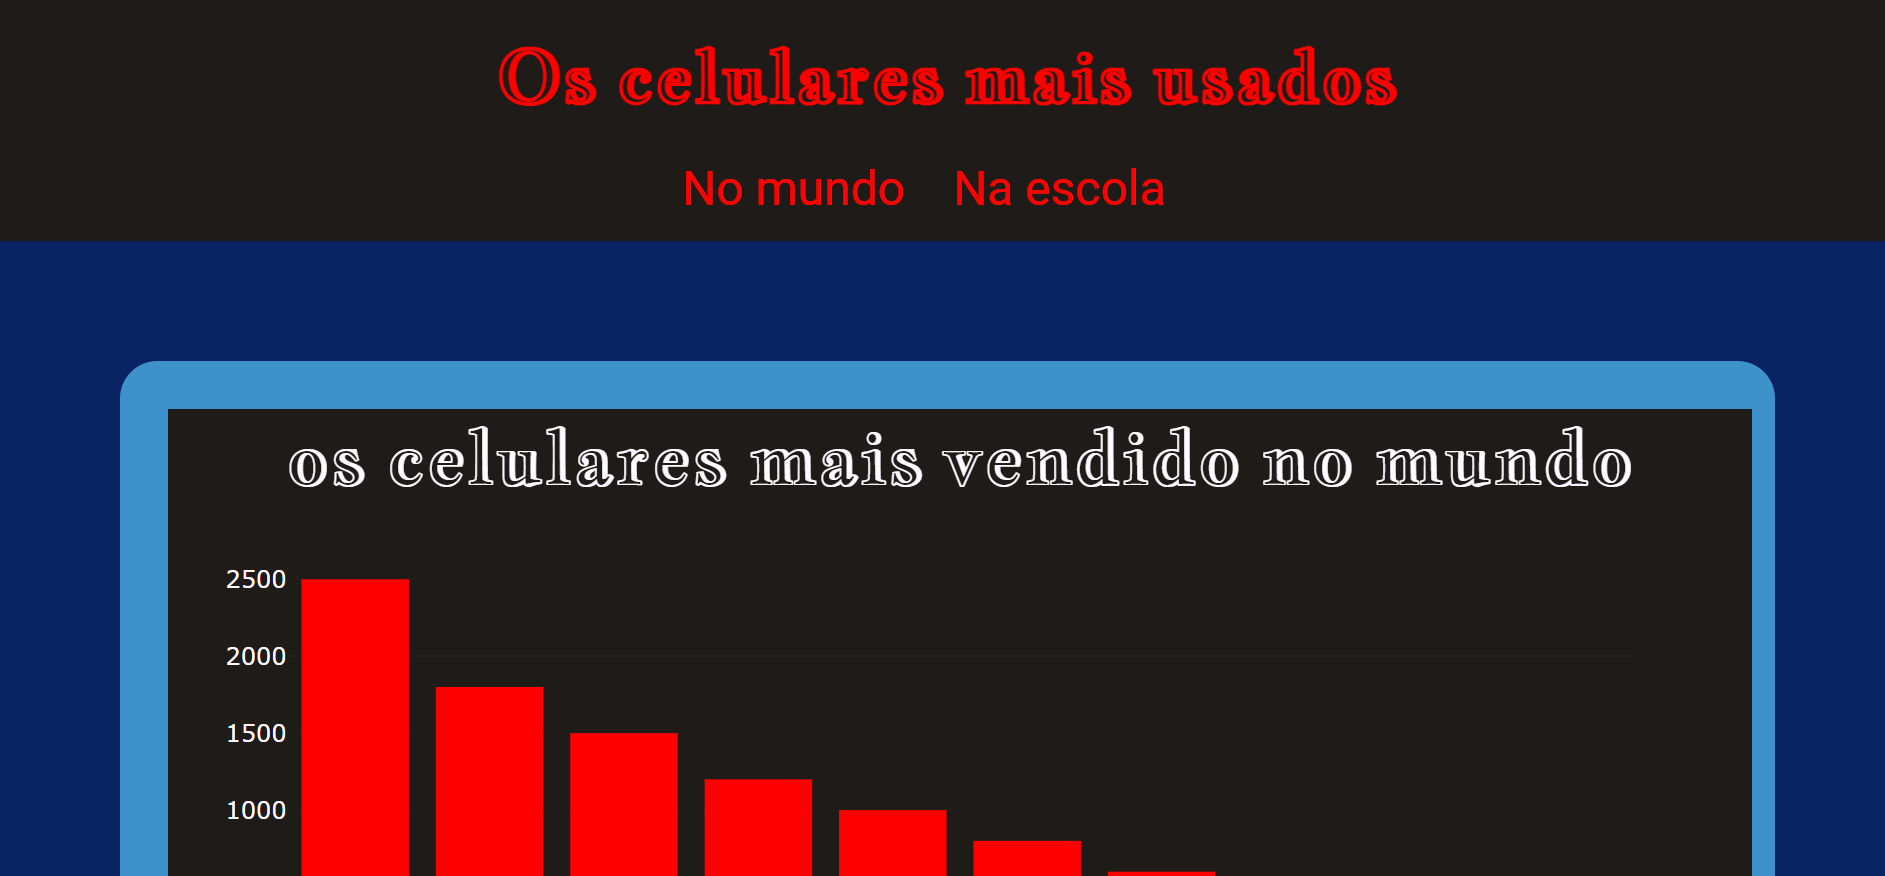 Os celulares mais usados
No mundo Na escola
os celulares mais vendido no mundo
2500
2000
1500
1000